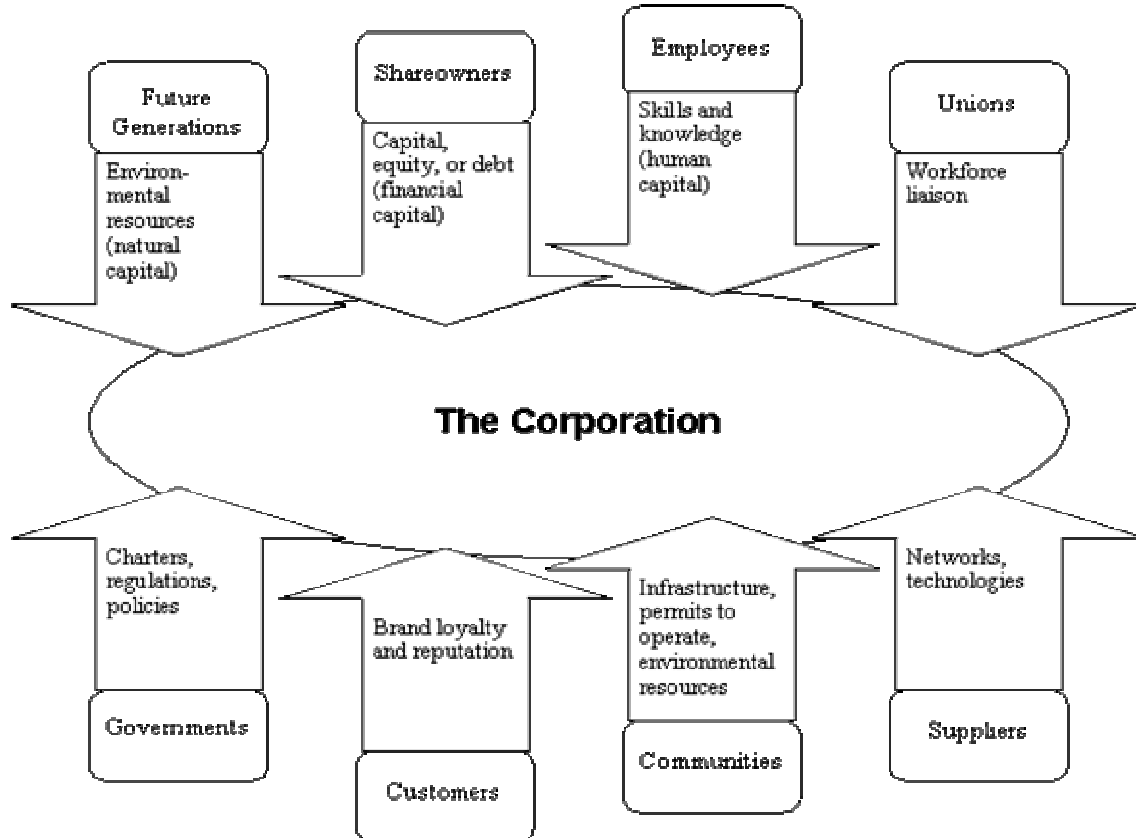 Future
Generations
Environ-
mental
resources
(natural
capital)
Shareowners
Capital,
equity, or debt
(financial
capital)
Employees
Skills and
knowledge
(human
capital)
Unions
Workforce
liaison
The Corporation
Charters,
regulations,
policies
Governments
Brand loyalty
and reputation
Customers
Infrastructure,
permits to
operate,
environmental
resources
Communities
Networks,
technologies
Suppliers